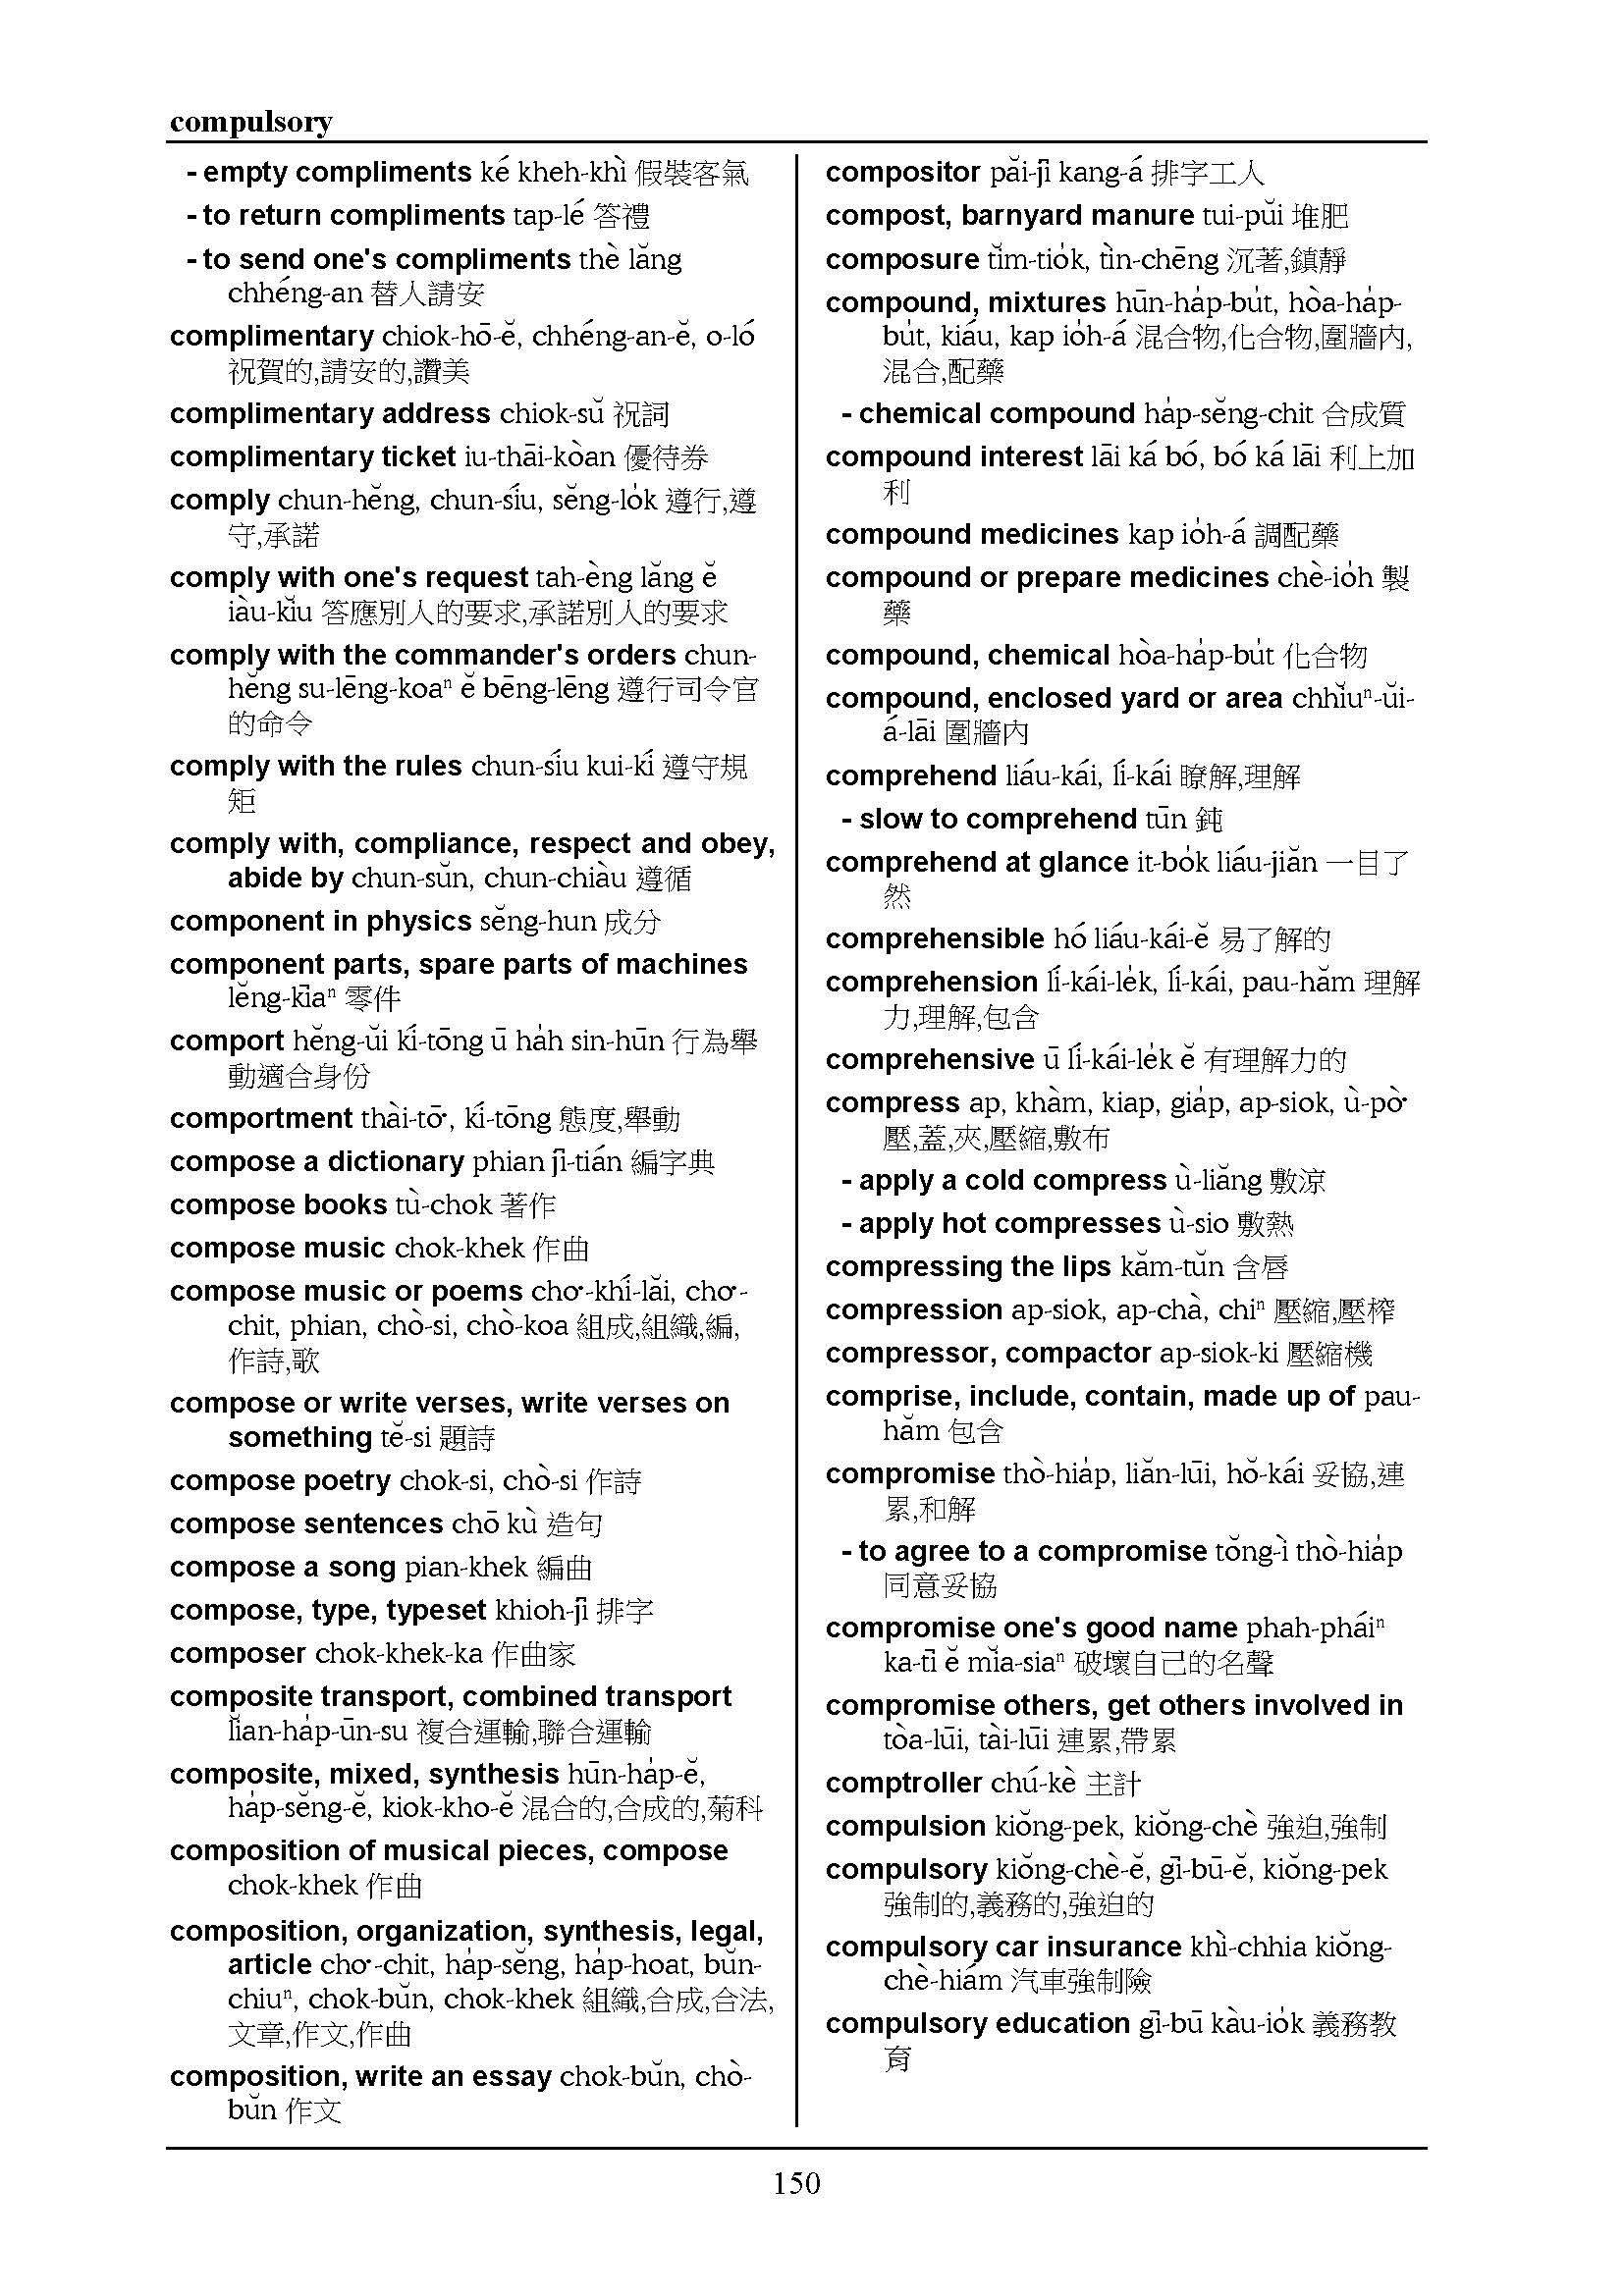 compulsory
- empty compliments ké kheh-khì 假裝客氣
- to return compliments tap-lé 答禮
- to send one's compliments thè lăng
chhéng-an 替人請安
complimentary chiok-hō-ĕ, chhéng-an-ĕ, o-ló
祝賀的,請安的,讚美
complimentary address chiok-sŭ 祝詞
complimentary ticket iu-thāi-kòan 優待券
comply chun-hĕng, chun-síu, sĕng-lo̍k 遵行,遵
守,承諾
comply with one's request tah-èng lăng ĕ
iàu-kĭu 答應別人的要求,承諾別人的要求
comply with the commander's orders chun-
hĕng su-lēng-koaⁿ ĕ bēng-lēng 遵行司令官
的命令
comply with the rules chun-síu kui-kí 遵守規
矩
comply with, compliance, respect and obey,
abide by chun-sŭn, chun-chiàu 遵循
component in physics sĕng-hun 成分
component parts, spare parts of machines
lĕng-kīaⁿ 零件
comport hĕng-ŭi kí-tōng ū ha̍h sin-hūn 行為舉
動適合身份
comportment thài-tō͘, kí-tōng 態度,舉動
compose a dictionary phian jī-tián 編字典
compose books tù-chok 著作
compose music chok-khek 作曲
compose music or poems cho͘-khí-lăi, cho͘-
chit, phian, chò-si, chò-koa 組成,組織,編,
作詩,歌
compose or write verses, write verses on
something tĕ-si 題詩
compose poetry chok-si, chò-si 作詩
compose sentences chō kù 造句
compose a song pian-khek 編曲
compose, type, typeset khioh-jī 排字
composer chok-khek-ka 作曲家
composite transport, combined transport
lĭan-ha̍p-ūn-su 複合運輸,聯合運輸
composite, mixed, synthesis hūn-ha̍p-ĕ,
ha̍p-sĕng-ĕ, kiok-kho-ĕ 混合的,合成的,菊科
composition of musical pieces, compose
chok-khek 作曲
composition, organization, synthesis, legal,
article cho͘-chit, ha̍p-sĕng, ha̍p-hoat, bŭn-
chiuⁿ, chok-bŭn, chok-khek 組織,合成,合法,
文章,作文,作曲
composition, write an essay chok-bŭn, chò-
bŭn 作文
compositor păi-jī kang-á 排字工人
compost, barnyard manure tui-pŭi 堆肥
composure tĭm-tio̍k, tìn-chēng 沉著,鎮靜
compound, mixtures hūn-ha̍p-bu̍t, hòa-ha̍p-
bu̍t, kiáu, kap io̍h-á 混合物,化合物,圍牆內,
混合,配藥
- chemical compound ha̍p-sĕng-chit 合成質
compound interest lāi ká bó, bó ká lāi 利上加
利
compound medicines kap io̍h-á 調配藥
compound or prepare medicines chè-io̍h 製
藥
compound, chemical hòa-ha̍p-bu̍t 化合物
compound, enclosed yard or area chhĭuⁿ-ŭi-
á-lāi 圍牆內
comprehend liáu-kái, lí-kái 瞭解,理解
- slow to comprehend tūn 鈍
comprehend at glance it-bo̍k liáu-jiăn 一目了
然
comprehensible hó liáu-kái-ĕ 易了解的
comprehension lí-kái-le̍k, lí-kái, pau-hăm 理解
力,理解,包含
comprehensive ū lí-kái-le̍k ĕ 有理解力的
compress ap, khàm, kiap, gia̍p, ap-siok, ù-pò͘
壓,蓋,夾,壓縮,敷布
- apply a cold compress ù-liăng 敷涼
- apply hot compresses ù-sio 敷熱
compressing the lips kăm-tŭn 含唇
compression ap-siok, ap-chà, chiⁿ 壓縮,壓榨
compressor, compactor ap-siok-ki 壓縮機
comprise, include, contain, made up of pau-
hăm 包含
compromise thò-hia̍p, liăn-lūi, hŏ-kái 妥協,連
累,和解
- to agree to a compromise tŏng-ì thò-hia̍p
同意妥協
compromise one's good name phah-pháiⁿ
ka-tī ĕ mĭa-siaⁿ 破壞自己的名聲
compromise others, get others involved in
tòa-lūi, tài-lūi 連累,帶累
comptroller chú-kè 主計
compulsion kiŏng-pek, kiŏng-chè 強迫,強制
compulsory kiŏng-chè-ĕ, gī-bū-ĕ, kiŏng-pek
強制的,義務的,強迫的
compulsory car insurance khì-chhia kiŏng-
chè-hiám 汽車強制險
compulsory education gī-bū kàu-io̍k 義務教
育
150